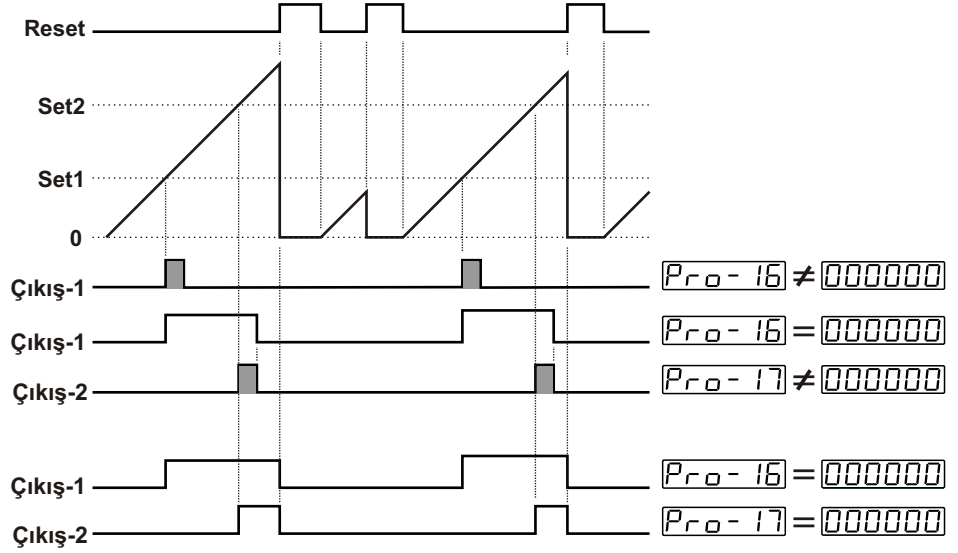 Reset
Set2
Set1
0
Çıkış-1 Pro-16 ≠ 000000
Çıkış-1 Pro-16 = 000000
Çıkış-2 Pro-17 ≠ 000000
Çıkış-1 Pro-16 = 000000
Çıkış-2 Pro-17 = 000000